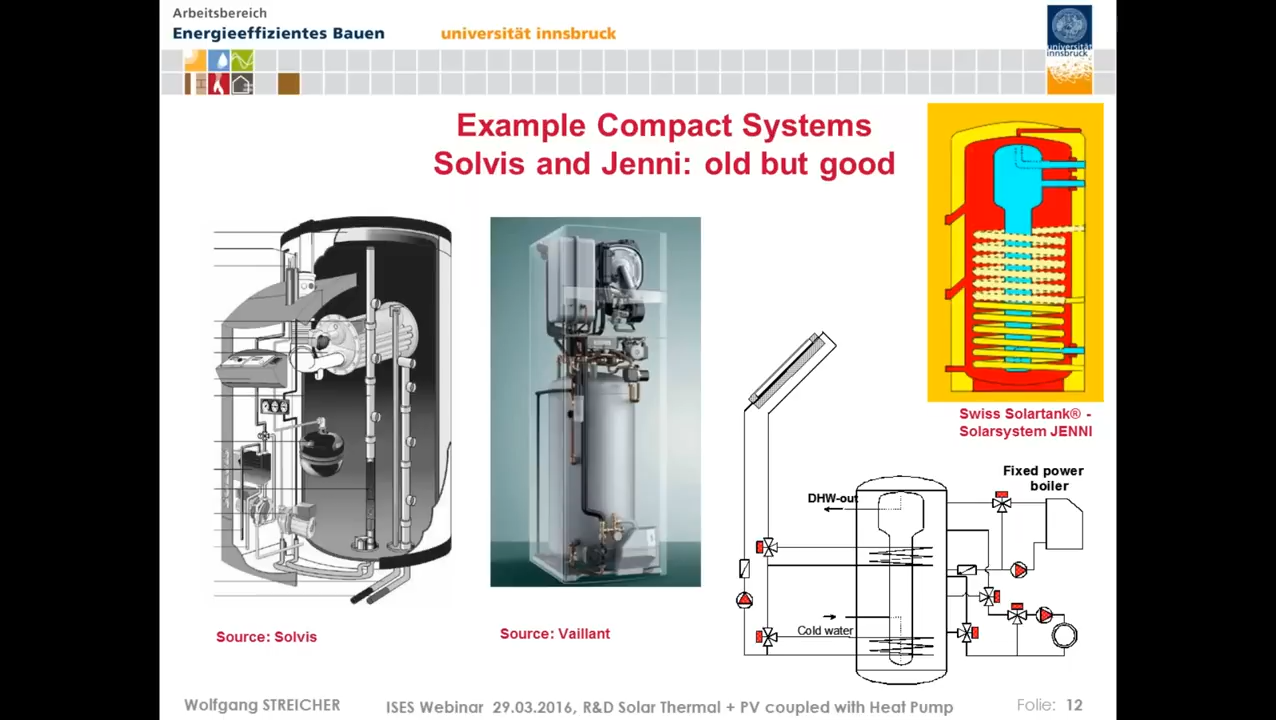 Arbeitsbereich
Energieeffizientes Bauen
universität innsbruck
universität
innsbruck
Example Compact Systems
Solvis and Jenni: old but good
Swiss Solartank® -
Solarsystem JENNI
Fixed power
boiler
DHW-out
Cold water
Source: Solvis
Source: Vaillant
Wolfgang STREICHER
ISES Webinar 29.03.2016, R&D Solar Thermal + PV coupled with Heat Pump
Folie: 12